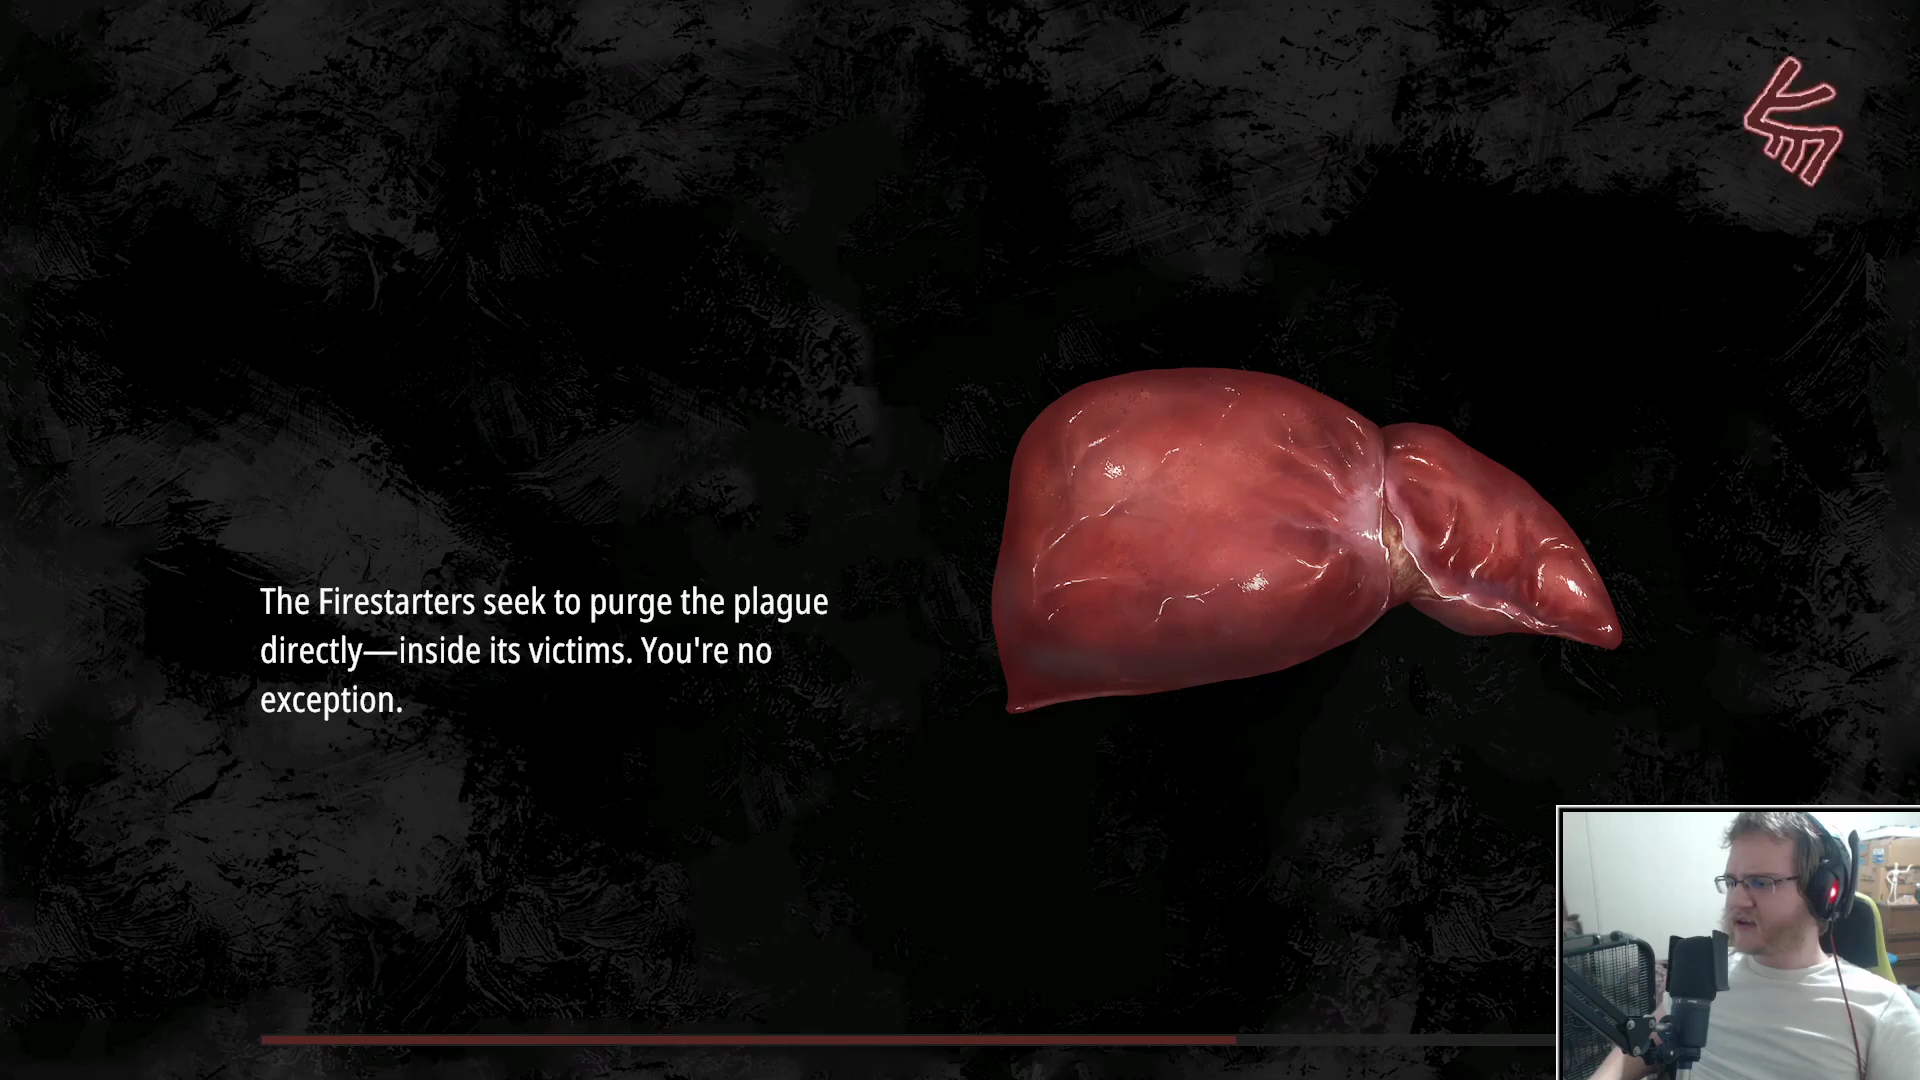 The Firestarters seek to purge the plague
directly—inside its victims. You're no
exception.